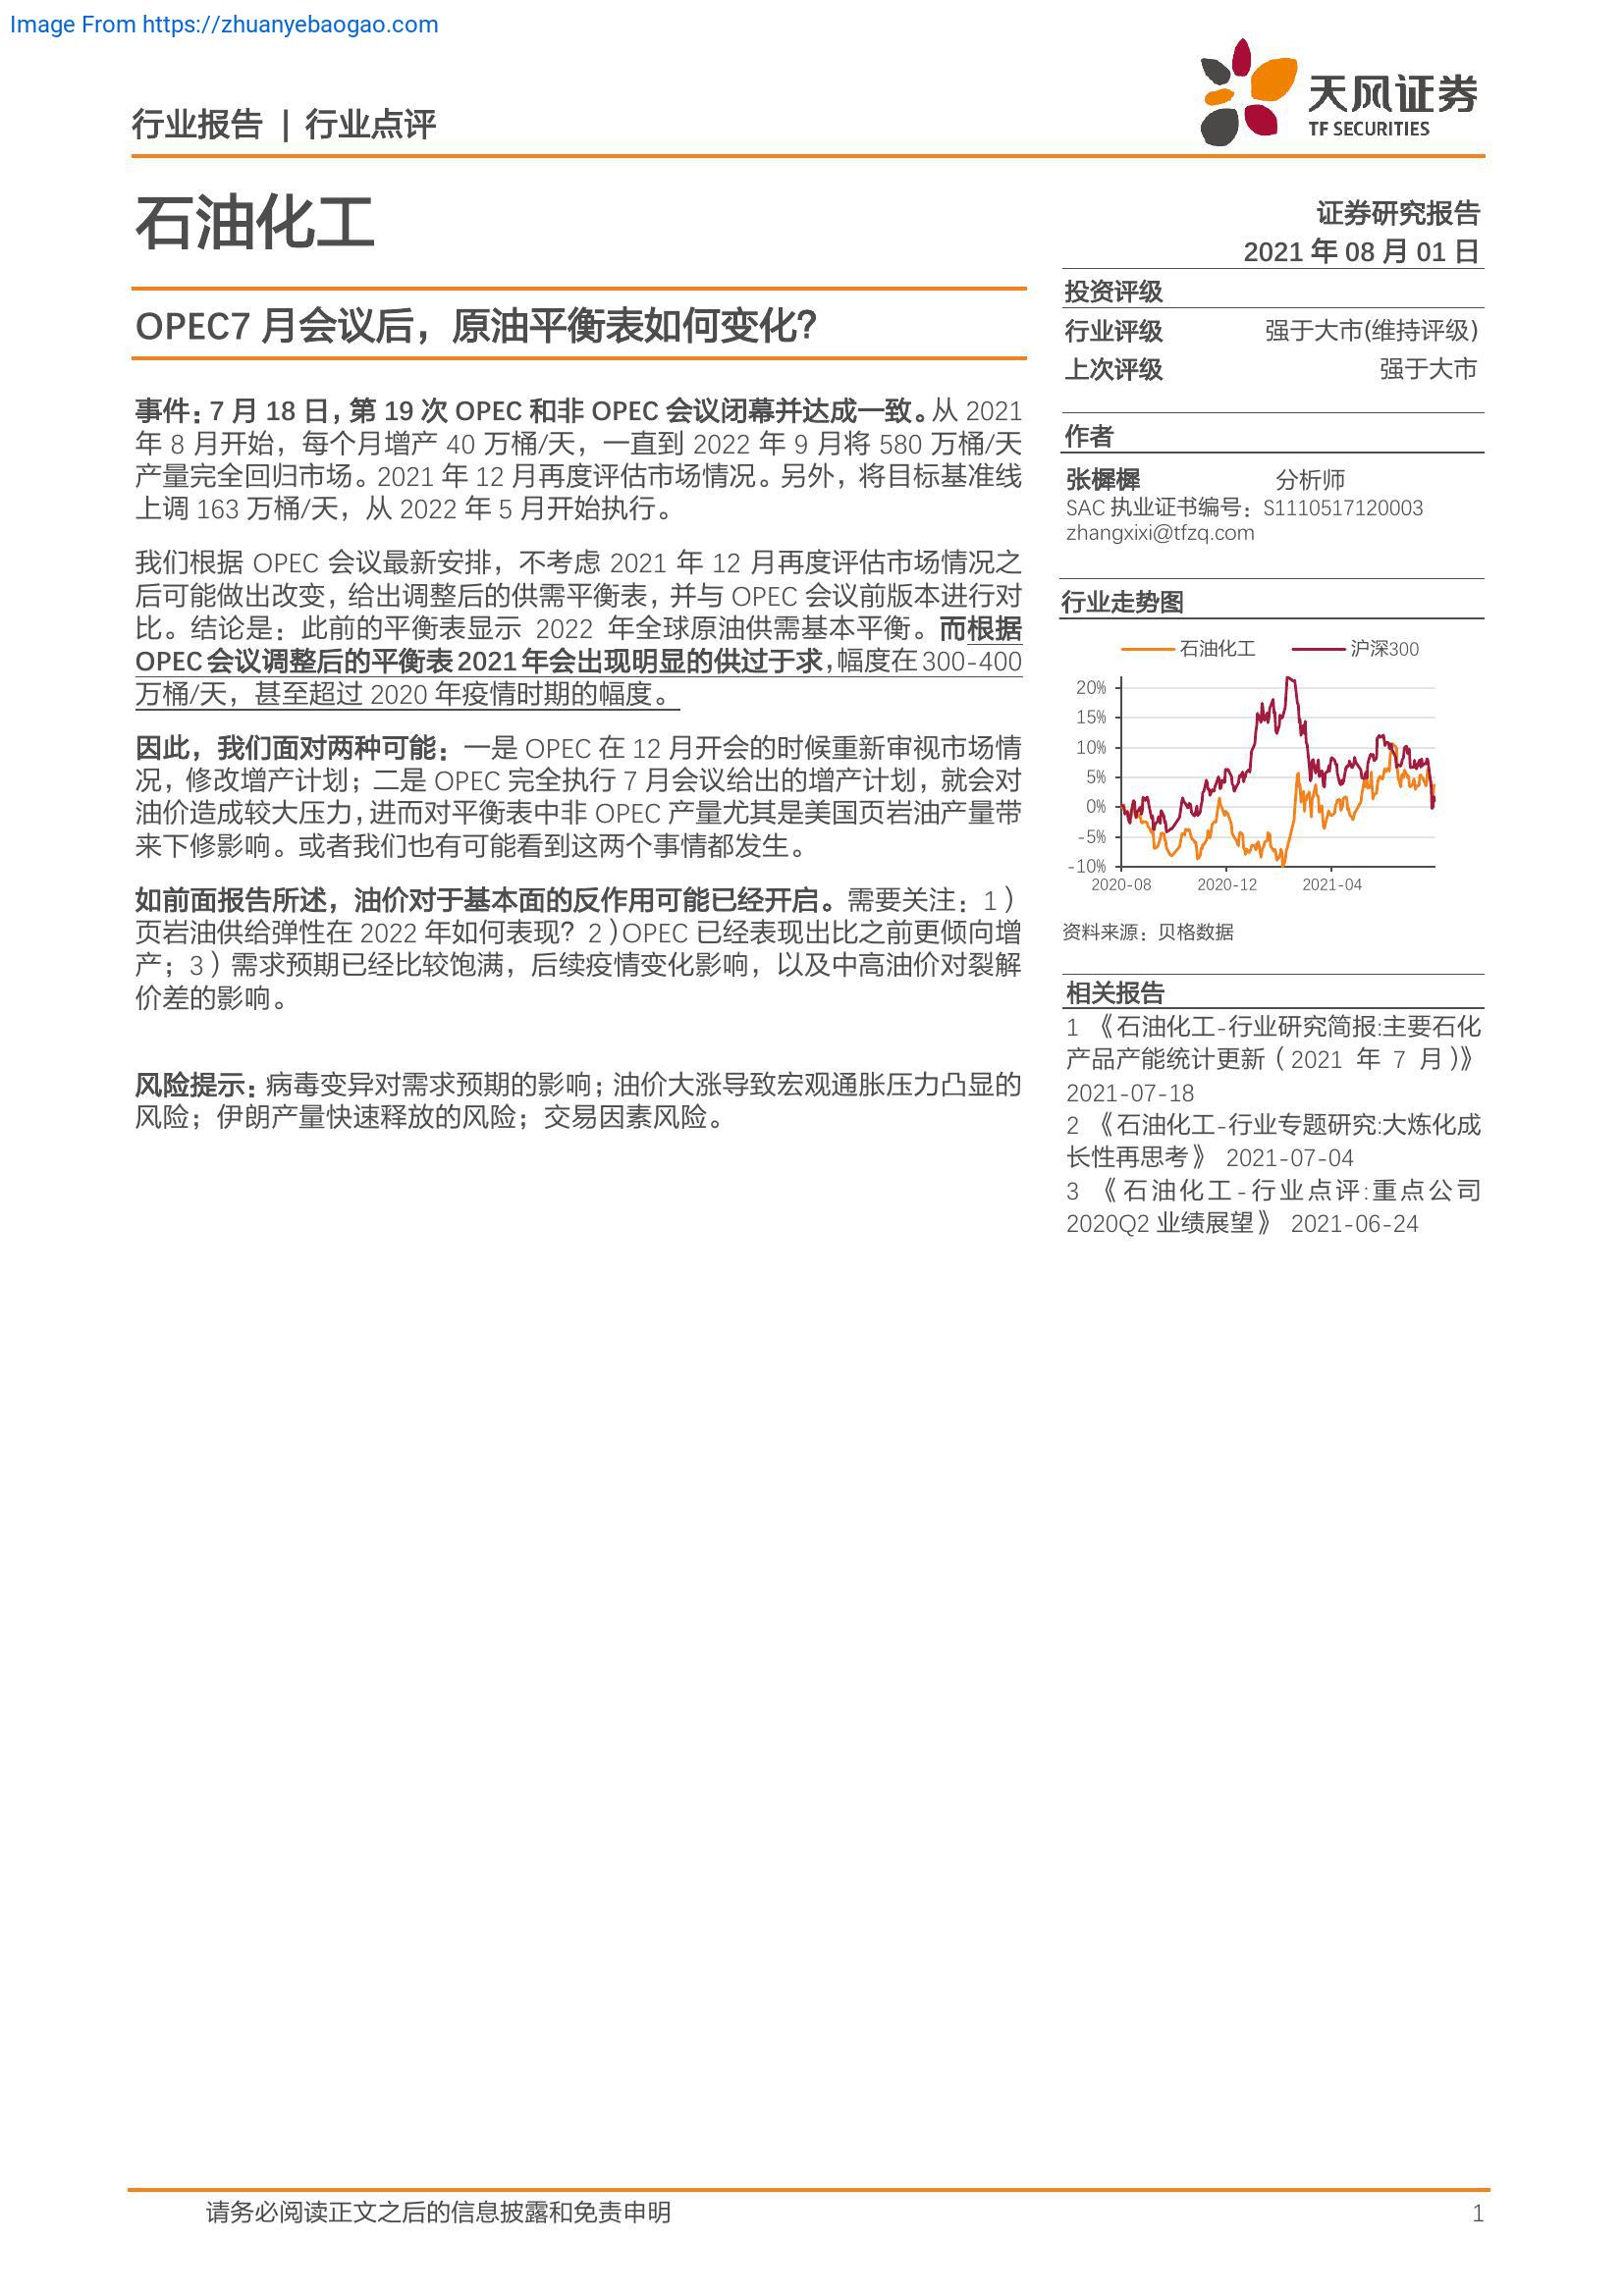 Image From https://zhuanyebaogao.com
行业报告 | 行业点评
天风证券
TF SECURITIES
石油化工
证券研究报告
2021 年 08 月 01 日
OPEC7 月会议后，原油平衡表如何变化？
事件：7 月 18 日，第 19 次 OPEC 和非 OPEC 会议闭幕并达成一致。从 2021
年 8 月开始，每个月增产 40 万桶/天，一直到 2022 年 9 月将 580 万桶/天
产量完全回归市场。2021 年 12 月再度评估市场情况。另外，将目标基准线
上调 163 万桶/天，从 2022 年 5 月开始执行。
我们根据 OPEC 会议最新安排，不考虑 2021 年 12 月再度评估市场情况之
后可能做出改变，给出调整后的供需平衡表，并与 OPEC 会议前版本进行对
比。结论是：此前的平衡表显示 2022 年全球原油供需基本平衡。而根据
OPEC 会议调整后的平衡表 2021 年会出现明显的供过于求，幅度在 300-400
万桶/天，甚至超过 2020 年疫情时期的幅度。
因此，我们面对两种可能：一是 OPEC 在 12 月开会的时候重新审视市场情
况，修改增产计划；二是 OPEC 完全执行 7 月会议给出的增产计划，就会对
油价造成较大压力，进而对平衡表中非 OPEC 产量尤其是美国页岩油产量带
来下修影响。或者我们也有可能看到这两个事情都发生。
如前面报告所述，油价对于基本面的反作用可能已经开启。需要关注：1）
页岩油供给弹性在 2022 年如何表现？2）OPEC 已经表现出比之前更倾向增
产；3）需求预期已经比较饱满，后续疫情变化影响，以及中高油价对裂解
价差的影响。
风险提示：病毒变异对需求预期的影响；油价大涨导致宏观通胀压力凸显的
风险；伊朗产量快速释放的风险；交易因素风险。
投资评级
行业评级 强于大市(维持评级)
上次评级 强于大市
作者
张樨樨 分析师
SAC 执业证书编号：S1110517120003
zhangxixi@tfzq.com
行业走势图
石油化工 沪深300
20%
15%
10%
5%
0%
-5%
-10%
2020-08 2020-12 2021-04
资料来源：贝格数据
相关报告
1 《石油化工-行业研究简报:主要石化
产品产能统计更新（2021 年 7 月）》
2021-07-18
2 《石油化工-行业专题研究:大炼化成
长性再思考》 2021-07-04
3 《石油化工-行业点评:重点公司
2020Q2 业绩展望》 2021-06-24
请务必阅读正文之后的信息披露和免责申明 1